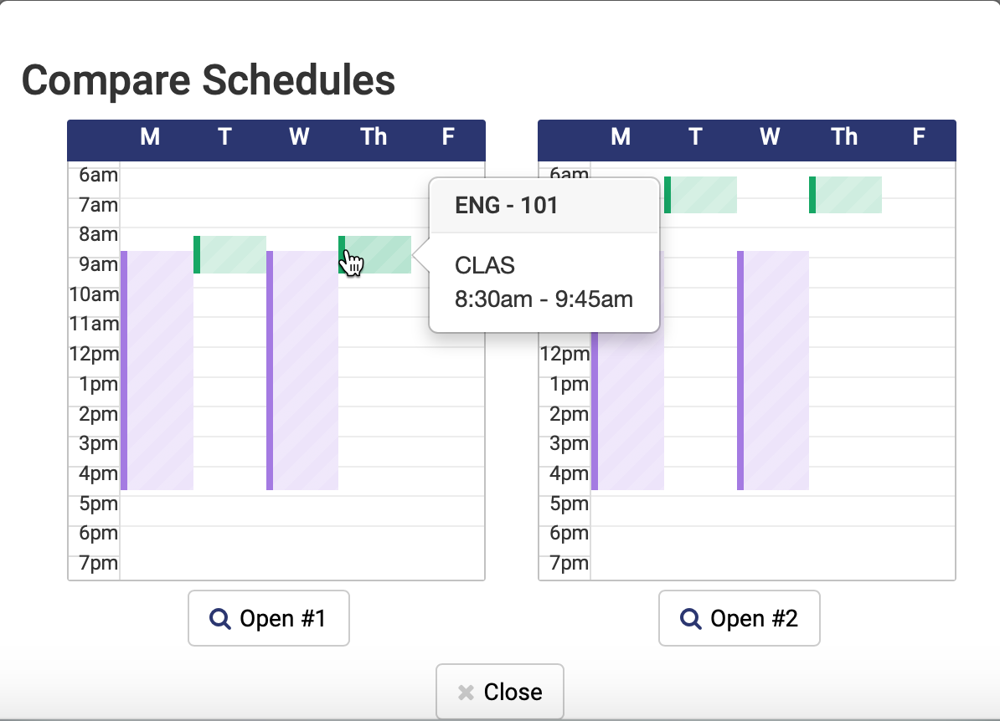 Compare Schedules
M T W Th F
6am
7am
8am
9am
10am
11am
12pm
1pm
2pm
3pm
4pm
5pm
6pm
7pm
Open #1
M T W Th F
6am
12pm
1pm
2pm
3pm
4pm
5pm
6pm
7pm
Open #2
ENG - 101
CLAS
8:30am - 9:45am
Close